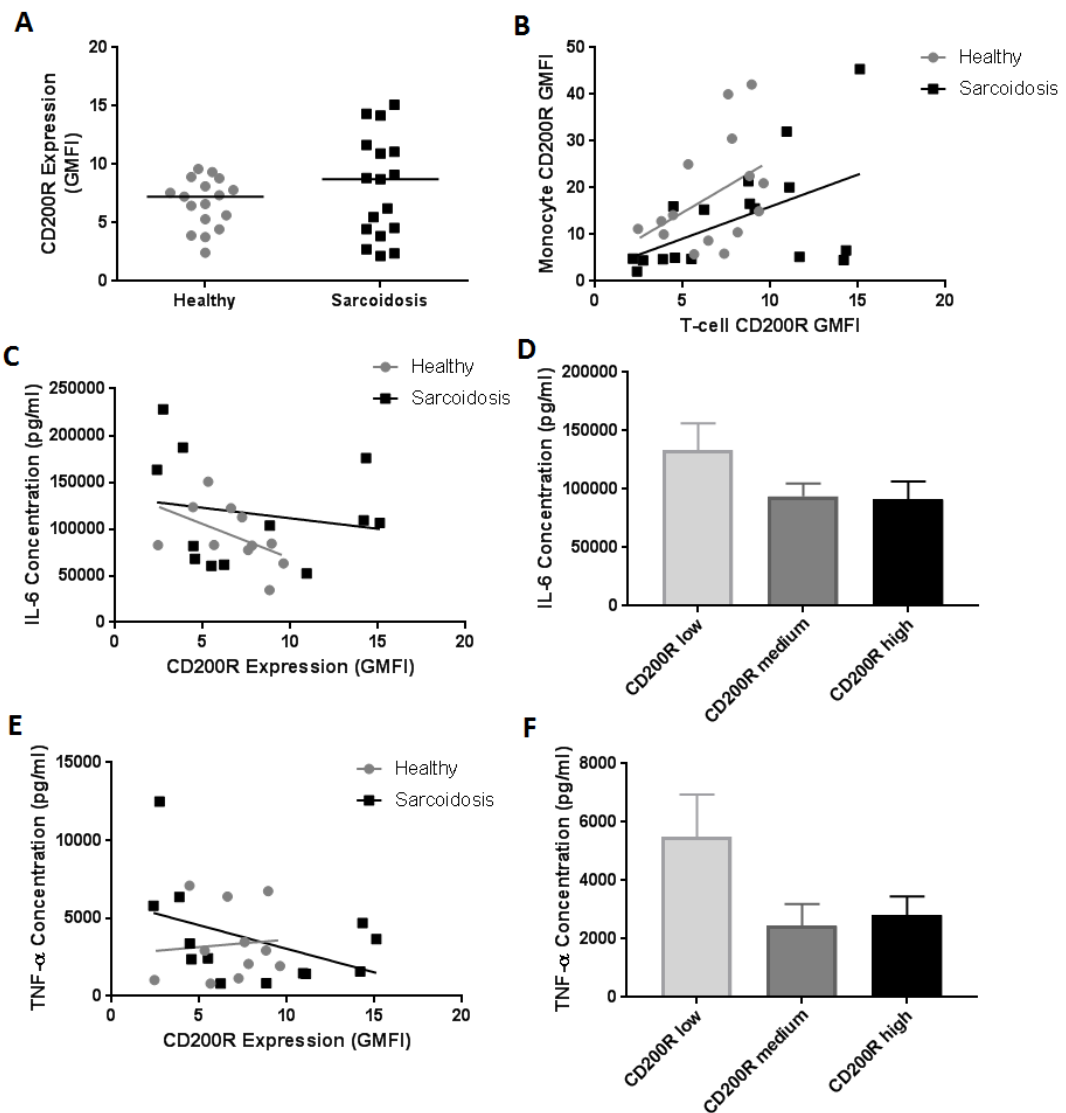 A
CD200R Expression
(GMFI)
20
15
10
5
0
Healthy
Sarcoidosis
B
Monocyte CD200R GMFI
50
40
30
20
10
0
0
5
10
15
20
T-cell CD200R GMFI
Healthy
Sarcoidosis
C
IL-6 Concentration (pg/ml)
250000
200000
150000
100000
50000
0
0
5
10
15
20
CD200R Expression (GMFI)
Healthy
Sarcoidosis
D
IL-6 Concentration (pg/ml)
200000
150000
100000
50000
0
CD200R low
CD200R medium
CD200R high
E
TNF-α Concentration (pg/ml)
15000
10000
5000
0
0
5
10
15
20
CD200R Expression (GMFI)
Healthy
Sarcoidosis
F
TNF-α Concentration (pg/ml)
8000
6000
4000
2000
0
CD200R low
CD200R medium
CD200R high